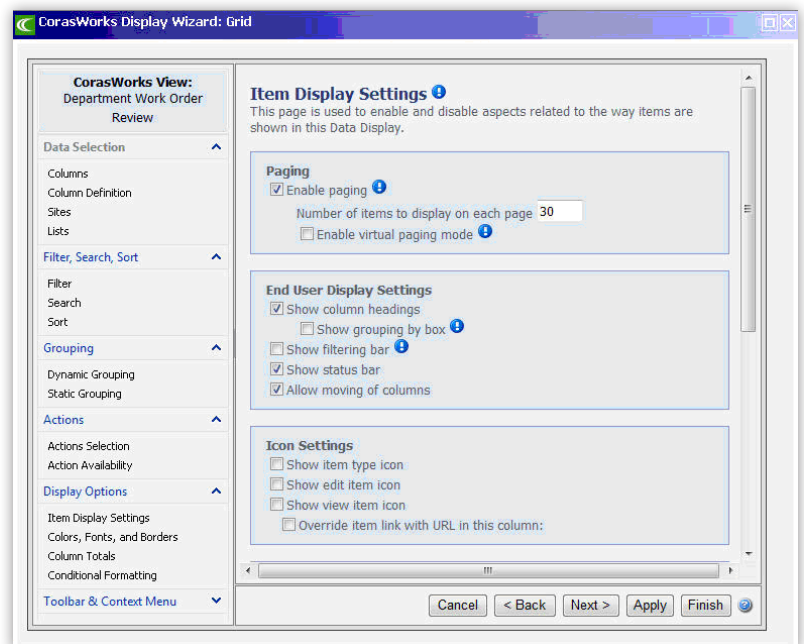 CorasWorks Display Wizard: Grid
CorasWorks View:
Department Work Order
Review
Data Selection
Columns
Column Definition
Sites
Lists
Filter, Search, Sort
Filter
Search
Sort
Grouping
Dynamic Grouping
Static Grouping
Actions
Actions Selection
Action Availability
Display Options
Item Display Settings
Colors, Fonts, and Borders
Column Totals
Conditional Formatting
Toolbar & Context Menu
Item Display Settings
This page is used to enable and disable aspects related to the way items are
shown in this Data Display.
Paging
Enable paging
Number of items to display on each page 30
Enable virtual paging mode
End User Display Settings
Show column headings
Show grouping by box
Show filtering bar
Show status bar
Allow moving of columns
Icon Settings
Show item type icon
Show edit item icon
Show view item icon
Override item link with URL in this column:
Cancel < Back Next > Apply Finish